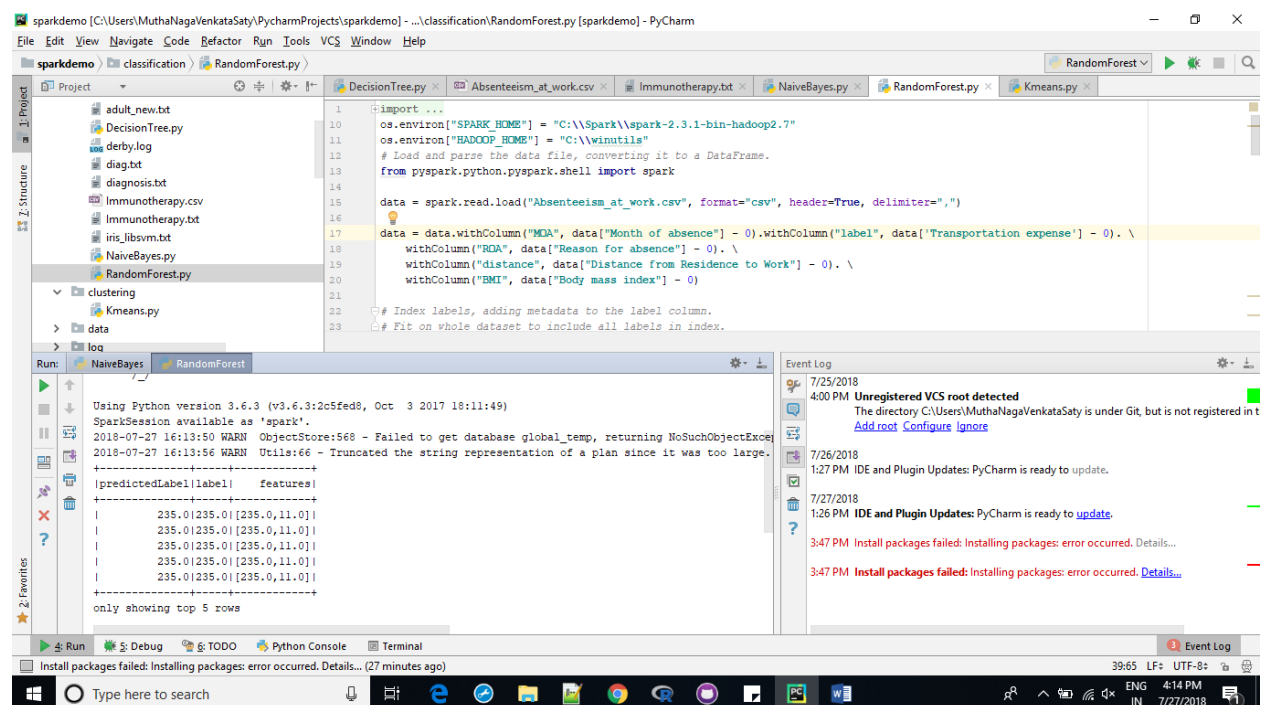 sparkdemo [C:\Users\MuthaNagaVenkataSaty\PycharmProjects\sparkdemo] - ...\classification\RandomForest.py [sparkdemo] - PyCharm
File Edit View Navigate Code Refactor Run Tools VCS Window Help
sparkdemo classification RandomForest.py
RandomForest
1: Project
Z: Structure
2: Favorites
Project
adult_new.txt
DecisionTree.py
derby.log
diag.txt
diagnosis.txt
Immunotherapy.csv
Immunotherapy.txt
iris_libsvm.txt
NaiveBayes.py
RandomForest.py
clustering
Kmeans.py
data
log
DecisionTree.py Absenteeism_at_work.csv Immunotherapy.txt NaiveBayes.py RandomForest.py Kmeans.py
1 import ...
10 os.environ["SPARK_HOME"] = "C:\\Spark\\spark-2.3.1-bin-hadoop2.7"
11 os.environ["HADOOP_HOME"] = "C:\\winutils"
12 # Load and parse the data file, converting it to a DataFrame.
13 from pyspark.python.pyspark.shell import spark
14
15 data = spark.read.load("Absenteeism_at_work.csv", format="csv", header=True, delimiter=",")
16
17 data = data.withColumn("MOA", data["Month of absence"] - 0).withColumn("label", data['Transportation expense'] - 0). \
18 withColumn("ROA", data["Reason for absence"] - 0). \
19 withColumn("distance", data["Distance from Residence to Work"] - 0). \
20 withColumn("BMI", data["Body mass index"] - 0)
21
22 # Index labels, adding metadata to the label column.
23 # Fit on whole dataset to include all labels in index.
Run: NaiveBayes RandomForest
/_/
Using Python version 3.6.3 (v3.6.3:2c5fed8, Oct 3 2017 18:11:49)
SparkSession available as 'spark'.
2018-07-27 16:13:50 WARN ObjectStore:568 - Failed to get database global_temp, returning NoSuchObjectExcep
2018-07-27 16:13:56 WARN Utils:66 - Truncated the string representation of a plan since it was too large.
+--------------+-----+------------+
|predictedLabel|label| features|
+--------------+-----+------------+
| 235.0|235.0|[235.0,11.0]|
| 235.0|235.0|[235.0,11.0]|
| 235.0|235.0|[235.0,11.0]|
| 235.0|235.0|[235.0,11.0]|
| 235.0|235.0|[235.0,11.0]|
+--------------+-----+------------+
only showing top 5 rows
Event Log
7/25/2018
4:00 PM Unregistered VCS root detected
The directory C:\Users\MuthaNagaVenkataSaty is under Git, but is not registered in t
Add root Configure Ignore
7/26/2018
1:27 PM IDE and Plugin Updates: PyCharm is ready to update.
7/27/2018
1:26 PM IDE and Plugin Updates: PyCharm is ready to update.
3:47 PM Install packages failed: Installing packages: error occurred. Details...
3:47 PM Install packages failed: Installing packages: error occurred. Details...
4: Run 5: Debug 6: TODO Python Console Terminal 3 Event Log
Install packages failed: Installing packages: error occurred. Details... (27 minutes ago) 39:65 LF UTF-8
Type here to search
ENG
IN
4:14 PM
7/27/2018